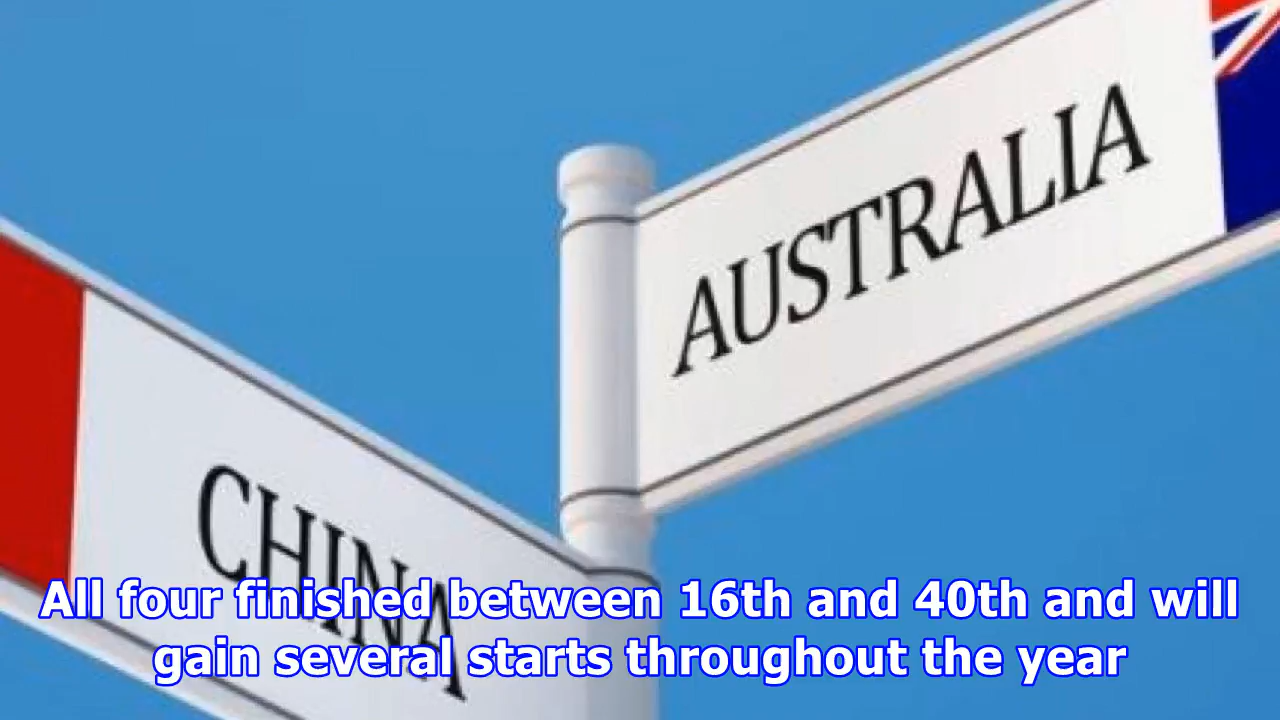 AUSTRALIA
CHINA
All four finished between 16th and 40th and will
gain several starts throughout the year